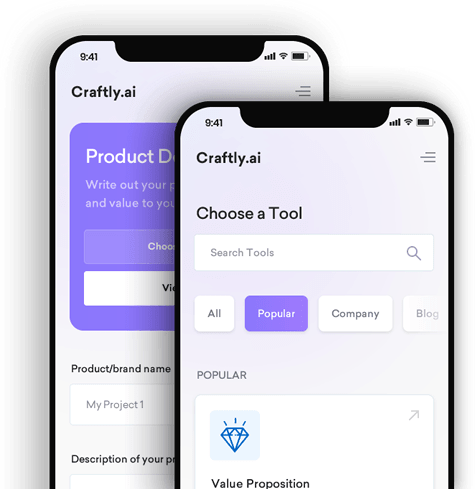 9:41
Craftly.ai
Product De
Write out your p
and value to you
Choos
Vi
Product/brand name
My Project 1
Description of your pr
9:41
Craftly.ai
Choose a Tool
Search Tools
All
Popular
Company
Blog
POPULAR
Value Proposition